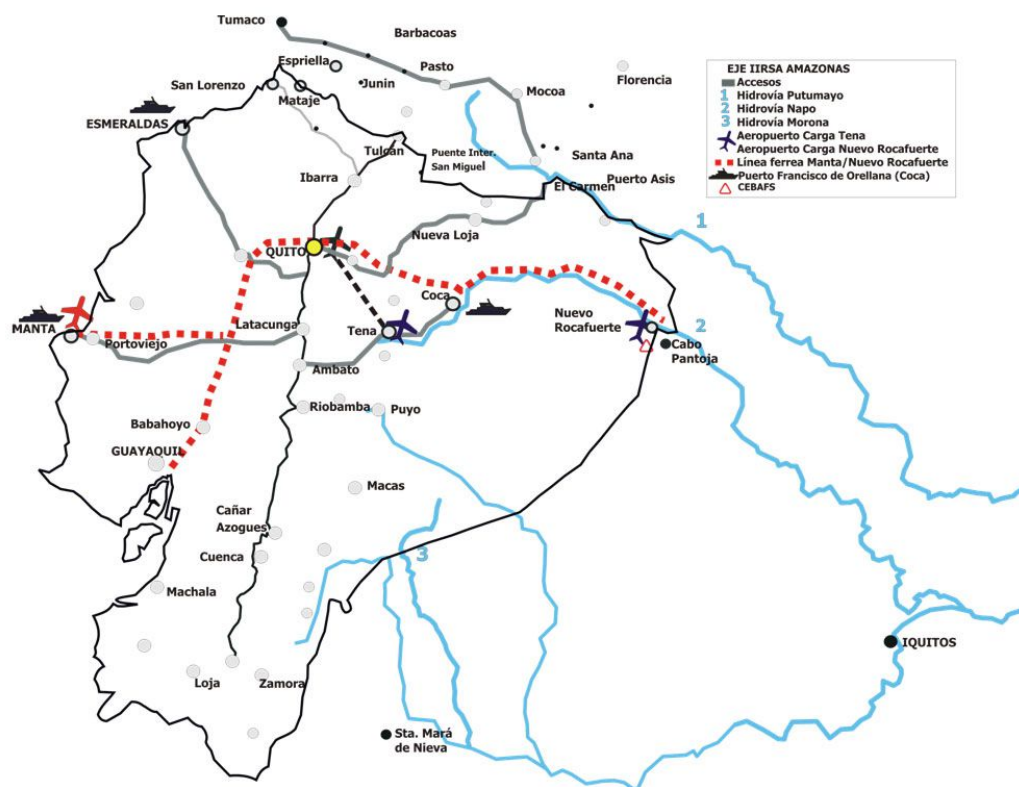 Tumaco
Barbacoas
Espriella
Pasto
San Lorenzo
Junin
Florencia
Mataje
Mocoa
ESMERALDAS
Tulcan
Puente Inter.
San Miguel
Santa Ana
Ibarra
El Carmen
Puerto Asis
1
Nueva Loja
QUITO
Coca
MANTA
Latacunga
Tena
Nuevo
Rocafuerte
2
Portoviejo
Cabo
Pantoja
Ambato
Riobamba
Puyo
Babahoyo
GUAYAQUIL
Macas
Cañar
Azogues
Cuenca
3
Machala
IQUITOS
Loja
Zamora
Sta. Mará
de Nieva
EJE IIRSA AMAZONAS
Accesos
1 Hidrovía Putumayo
2 Hidrovía Napo
3 Hidrovía Morona
Aeropuerto Carga Tena
Aeropuerto Carga Nuevo Rocafuerte
Línea ferrea Manta/Nuevo Rocafuerte
Puerto Francisco de Orellana (Coca)
CEBAFS